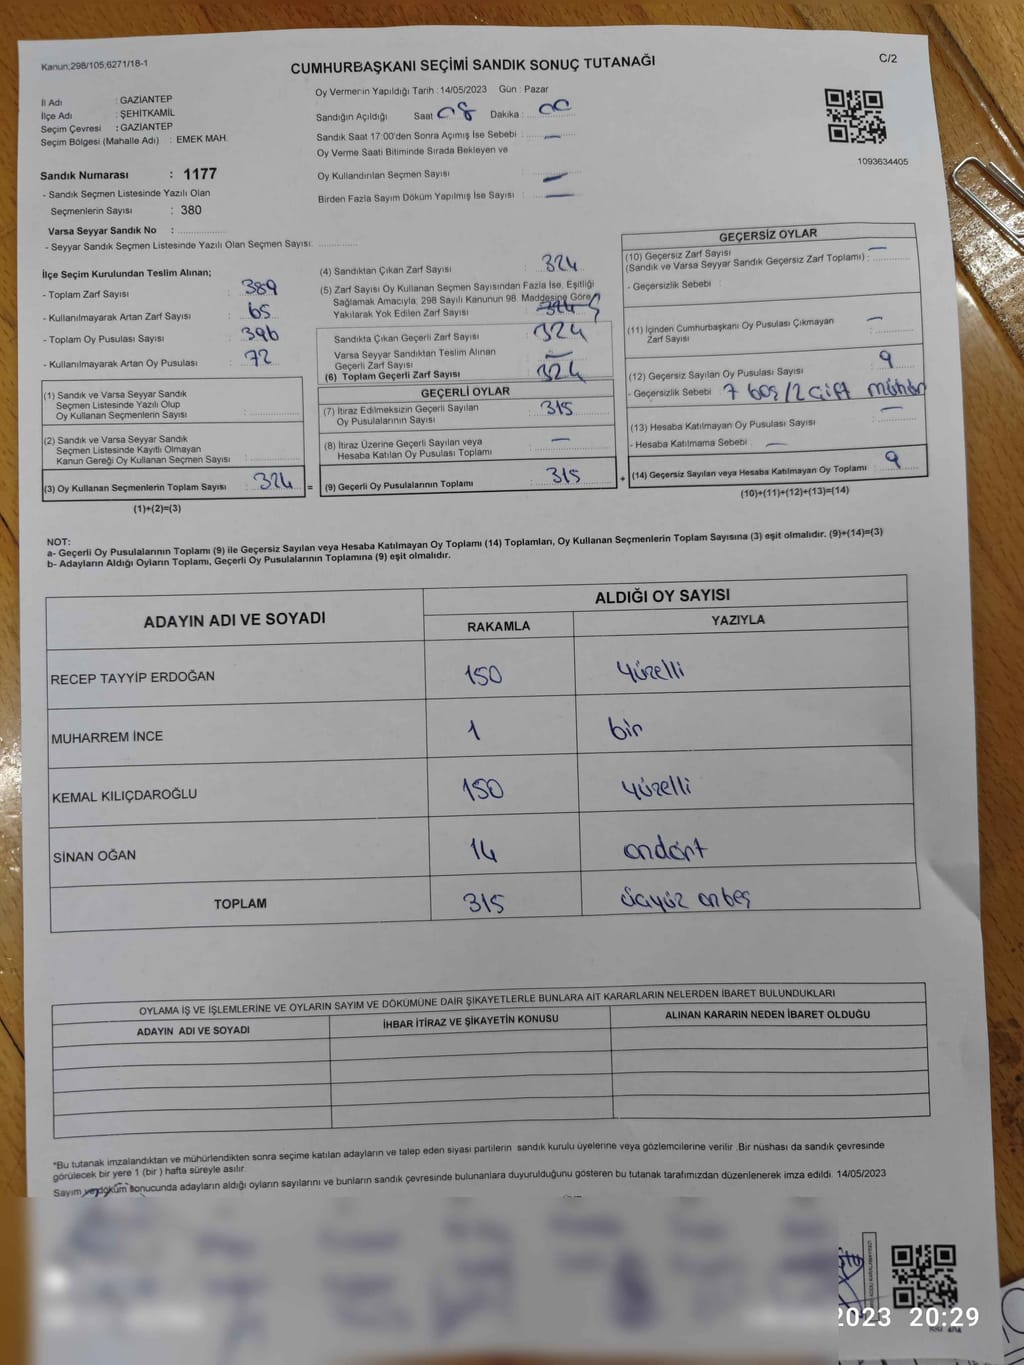 Kanun;298/105;6271/18-1
CUMHURBAŞKANI SEÇİMİ SANDIK SONUÇ TUTANAĞI
C/2
İl Adı : GAZİANTEP
İlçe Adı : ŞEHİTKAMİL
Seçim Çevresi : GAZİANTEP
Seçim Bölgesi (Mahalle Adı) : EMEK MAH.
Oy Vermenin Yapıldığı Tarih : 14/05/2023 Gün : Pazar
Sandığın Açıldığı Saat 08 Dakika : 00
Sandık Saat 17:00'den Sonra Açımış İse Sebebi : —
Oy Verme Saati Bitiminde Sırada Bekleyen ve
Oy Kullandırılan Seçmen Sayısı —
Birden Fazla Sayım Döküm Yapılmış İse Sayısı : —
1093634405
Sandık Numarası : 1177
- Sandık Seçmen Listesinde Yazılı Olan
Seçmenlerin Sayısı : 380
Varsa Seyyar Sandık No :
- Seyyar Sandık Seçmen Listesinde Yazılı Olan Seçmen Sayısı:
İlçe Seçim Kurulundan Teslim Alınan;
- Toplam Zarf Sayısı : 389
- Kullanılmayarak Artan Zarf Sayısı : 65
- Toplam Oy Pusulası Sayısı : 396
- Kullanılmayarak Artan Oy Pusulası : 72
(1) Sandık ve Varsa Seyyar Sandık
Seçmen Listesinde Yazılı Olup
Oy Kullanan Seçmenlerin Sayısı :
(2) Sandık ve Varsa Seyyar Sandık
Seçmen Listesinde Kayıtlı Olmayan
Kanun Gereği Oy Kullanan Seçmen Sayısı :
(3) Oy Kullanan Seçmenlerin Toplam Sayısı : 324 =
(1)+(2)=(3)
(4) Sandıktan Çıkan Zarf Sayısı : 324
(5) Zarf Sayısı Oy Kullanan Seçmen Sayısından Fazla İse, Eşitliği
Sağlamak Amacıyla; 298 Sayılı Kanunun 98. Maddesine Göre
Yakılarak Yok Edilen Zarf Sayısı : 324
Sandıkta Çıkan Geçerli Zarf Sayısı : 324
Varsa Seyyar Sandıktan Teslim Alınan
Geçerli Zarf Sayısı —
(6) Toplam Geçerli Zarf Sayısı : 324
GEÇERLİ OYLAR
(7) İtiraz Edilmeksizin Geçerli Sayılan
Oy Pusulalarının Sayısı : 315
(8) İtiraz Üzerine Geçerli Sayılan veya
Hesaba Katılan Oy Pusulası Toplamı : —
(9) Geçerli Oy Pusulalarının Toplamı : 315 +
GEÇERSİZ OYLAR
(10) Geçersiz Zarf Sayısı —
(Sandık ve Varsa Seyyar Sandık Geçersiz Zarf Toplamı) :
- Geçersizlik Sebebi :
(11) İçinden Cumhurbaşkanı Oy Pusulası Çıkmayan
Zarf Sayısı : —
(12) Geçersiz Sayılan Oy Pusulası Sayısı : 9
- Geçersizlik Sebebi : 7 boş / 2 çift mühür
(13) Hesaba Katılmayan Oy Pusulası Sayısı : —
- Hesaba Katılmama Sebebi : —
(14) Geçersiz Sayılan veya Hesaba Katılmayan Oy Toplamı : 9
(10)+(11)+(12)+(13)=(14)
NOT:
a- Geçerli Oy Pusulalarının Toplamı (9) ile Geçersiz Sayılan veya Hesaba Katılmayan Oy Toplamı (14) Toplamları, Oy Kullanan Seçmenlerin Toplam Sayısına (3) eşit olmalıdır. (9)+(14)=(3)
b- Adayların Aldığı Oyların Toplamı, Geçerli Oy Pusulalarının Toplamına (9) eşit olmalıdır.
ADAYIN ADI VE SOYADI
ALDIĞI OY SAYISI
RAKAMLA YAZIYLA
RECEP TAYYİP ERDOĞAN 150 yüzelli
MUHARREM İNCE 1 bir
KEMAL KILIÇDAROĞLU 150 yüzelli
SİNAN OĞAN 14 ondört
TOPLAM 315 üçyüz onbeş
OYLAMA İŞ VE İŞLEMLERİNE VE OYLARIN SAYIM VE DÖKÜMÜNE DAİR ŞİKAYETLERLE BUNLARA AİT KARARLARIN NELERDEN İBARET BULUNDUKLARI
ADAYIN ADI VE SOYADI İHBAR İTİRAZ VE ŞİKAYETİN KONUSU ALINAN KARARIN NEDEN İBARET OLDUĞU
*Bu tutanak imzalandıktan ve mühürlendikten sonra seçime katılan adayların ve talep eden siyasi partilerin sandık kurulu üyelerine veya gözlemcilerine verilir .Bir nüshası da sandık çevresinde
görülecek bir yere 1 (bir ) hafta süreyle asılır.
Sayım ve döküm sonucunda adayların aldığı oyların sayılarını ve bunların sandık çevresinde bulunanlara duyurulduğunu gösteren bu tutanak tarafımızdan düzenlenerek imza edildi. 14/05/2023
2023 20:29